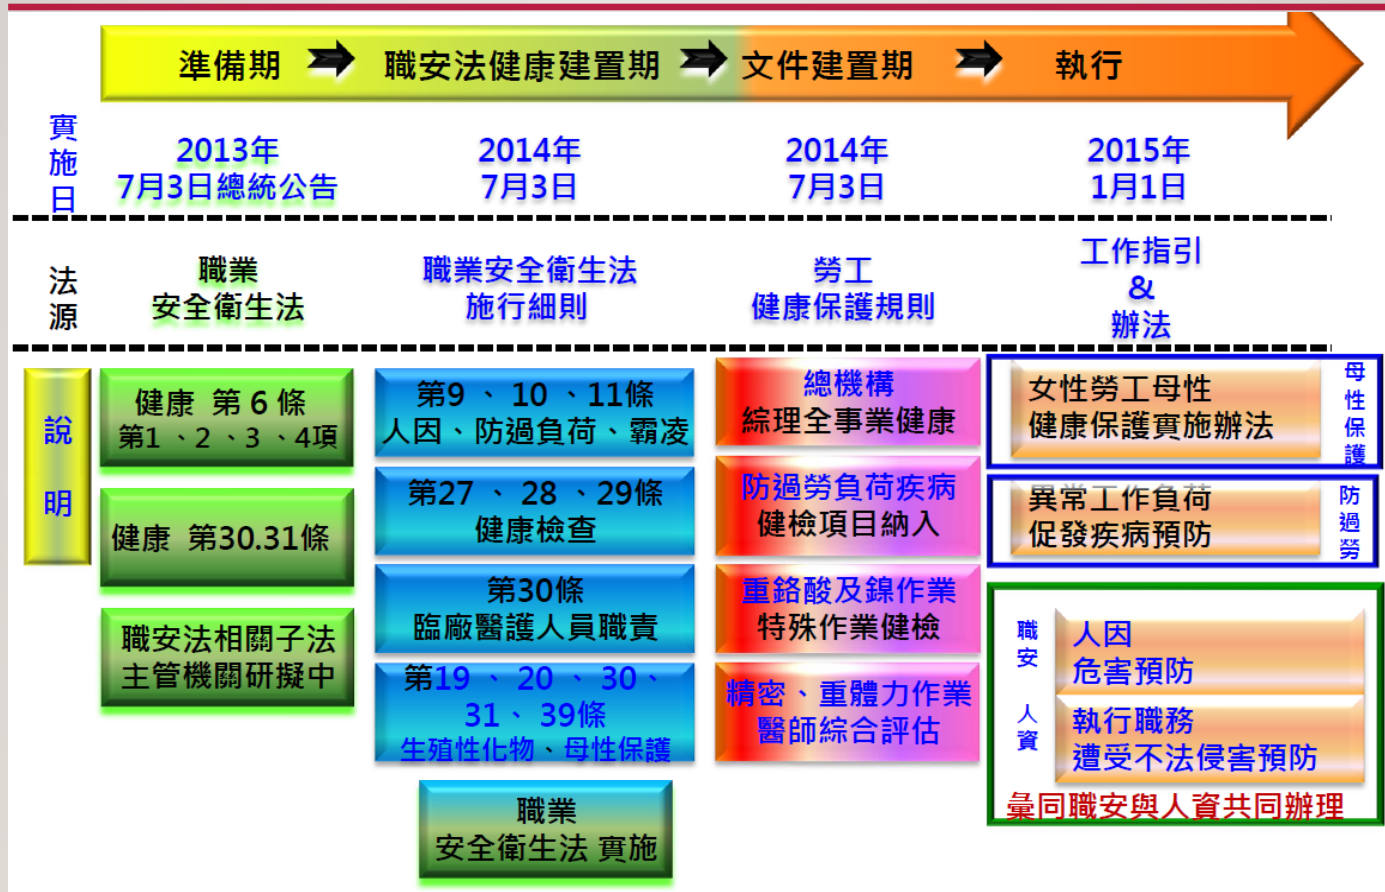 準備期 職安法健康建置期 文件建置期 執行
實施日
2013年
7月3日總統公告
2014年
7月3日
2014年
7月3日
2015年
1月1日
法源
職業
安全衛生法
職業安全衛生法
施行細則
勞工
健康保護規則
工作指引
&
辦法
說
明
健康 第 6 條
第1 、2 、3 、4項
健康 第30.31條
職安法相關子法
主管機關研擬中
第9 、 10 、11條
人因、防過負荷、霸凌
第27 、 28 、29條
健康檢查
第30條
臨廠醫護人員職責
第19 、 20 、 30、
31、 39條
生殖性化物、母性保護
職業
安全衛生法 實施
總機構
綜理全事業健康
防過勞負荷疾病
健檢項目納入
重鉻酸及鎳作業
特殊作業健檢
精密、重體力作業
醫師綜合評估
女性勞工母性
健康保護實施辦法
母性保護
異常工作負荷
促發疾病預防
防過勞
職安 人資
人因
危害預防
執行職務
遭受不法侵害預防
彙同職安與人資共同辦理